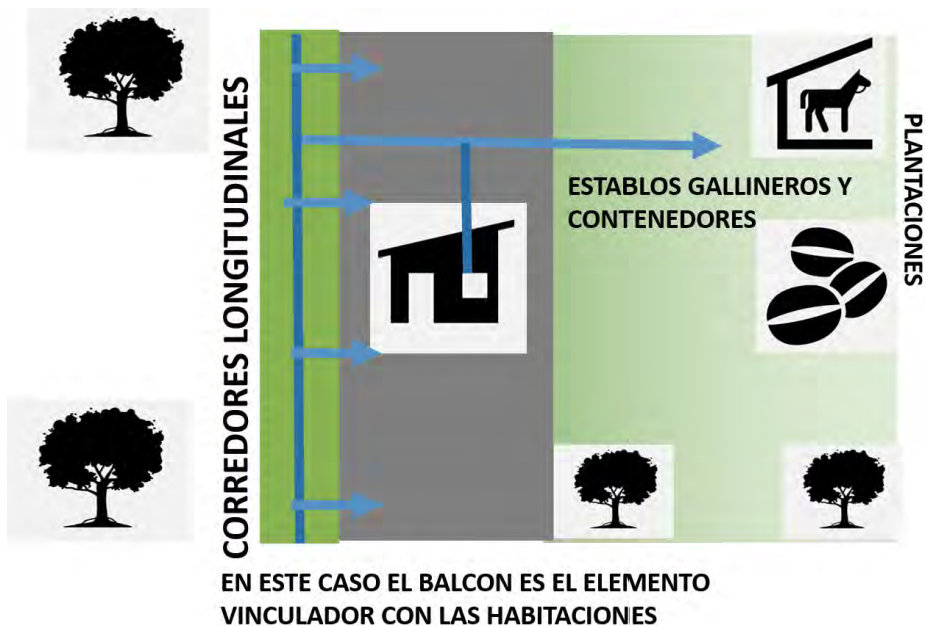 CORREDORES LONGITUDINALES
ESTABLOS GALLINEROS Y
CONTENEDORES
PLANTACIONES
EN ESTE CASO EL BALCON ES EL ELEMENTO
VINCULADOR CON LAS HABITACIONES